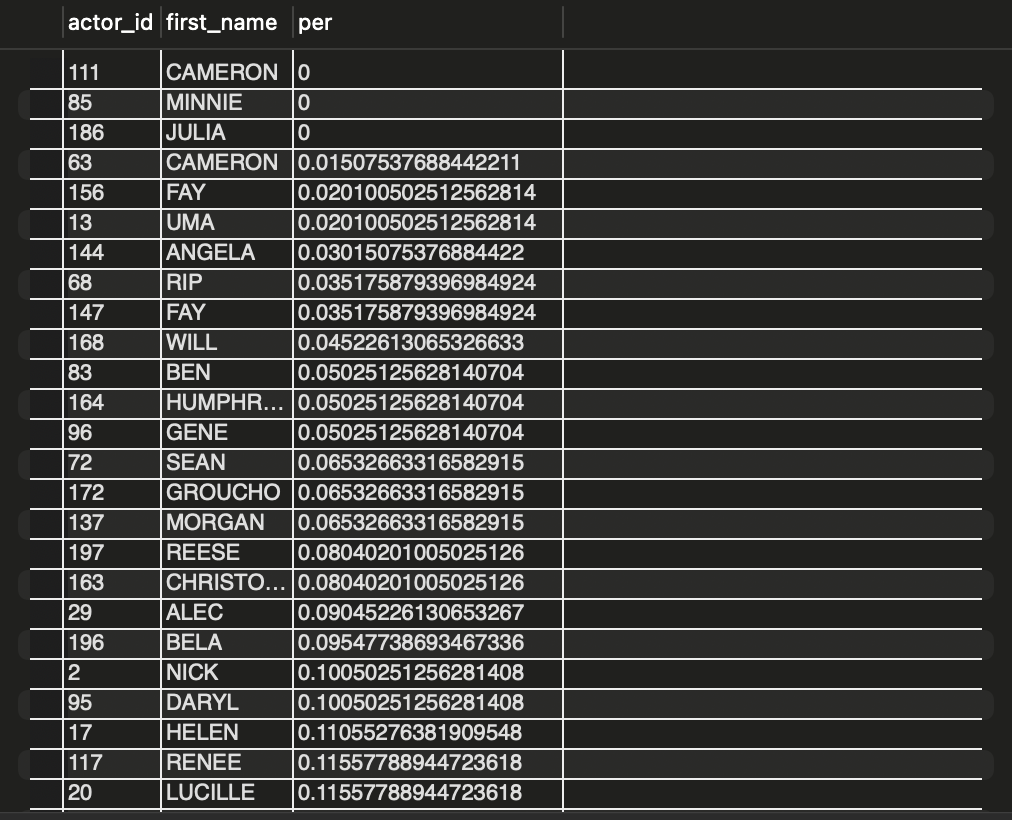 actor_id first_name per
111 CAMERON 0
85 MINNIE 0
186 JULIA 0
63 CAMERON 0.01507537688442211
156 FAY 0.020100502512562814
13 UMA 0.020100502512562814
144 ANGELA 0.03015075376884422
68 RIP 0.035175879396984924
147 FAY 0.035175879396984924
168 WILL 0.04522613065326633
83 BEN 0.05025125628140704
164 HUMPHR... 0.05025125628140704
96 GENE 0.05025125628140704
72 SEAN 0.06532663316582915
172 GROUCHO 0.06532663316582915
137 MORGAN 0.06532663316582915
197 REESE 0.08040201005025126
163 CHRISTO... 0.08040201005025126
29 ALEC 0.09045226130653267
196 BELA 0.09547738693467336
2 NICK 0.10050251256281408
95 DARYL 0.10050251256281408
17 HELEN 0.11055276381909548
117 RENEE 0.11557788944723618
20 LUCILLE 0.11557788944723618